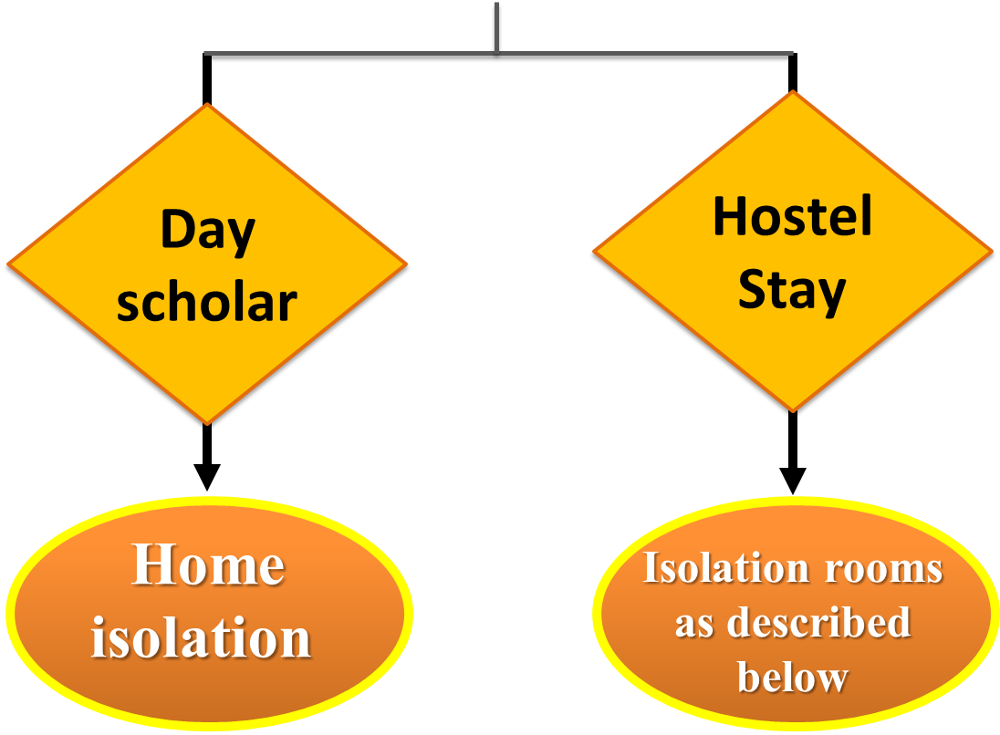 Day
scholar
Hostel
Stay
Home
isolation
Isolation rooms
as described
below